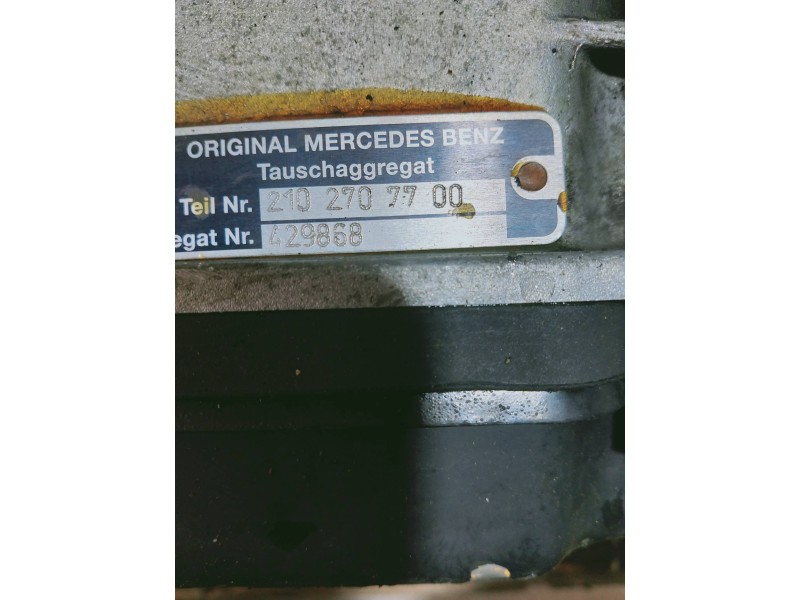 ORIGINAL MERCEDES BENZ
Tauschaggregat
Teil Nr. 210 270 77 00
egat Nr. 429868